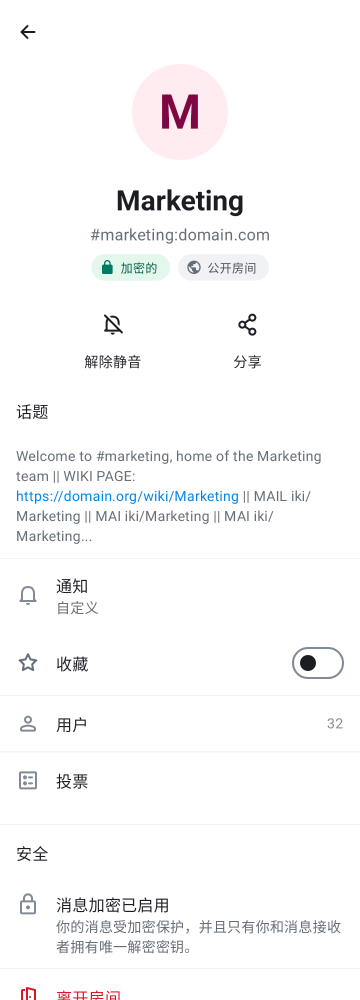 M
Marketing
#marketing:domain.com
加密的 公开房间
解除静音 分享
话题
Welcome to #marketing, home of the Marketing
team || WIKI PAGE:
https://domain.org/wiki/Marketing || MAIL iki/
Marketing || MAI iki/Marketing || MAI iki/
Marketing...
通知
自定义
收藏
用户 32
投票
安全
消息加密已启用
你的消息受加密保护，并且只有你和消息接收
者拥有唯一解密密钥。
离开房间